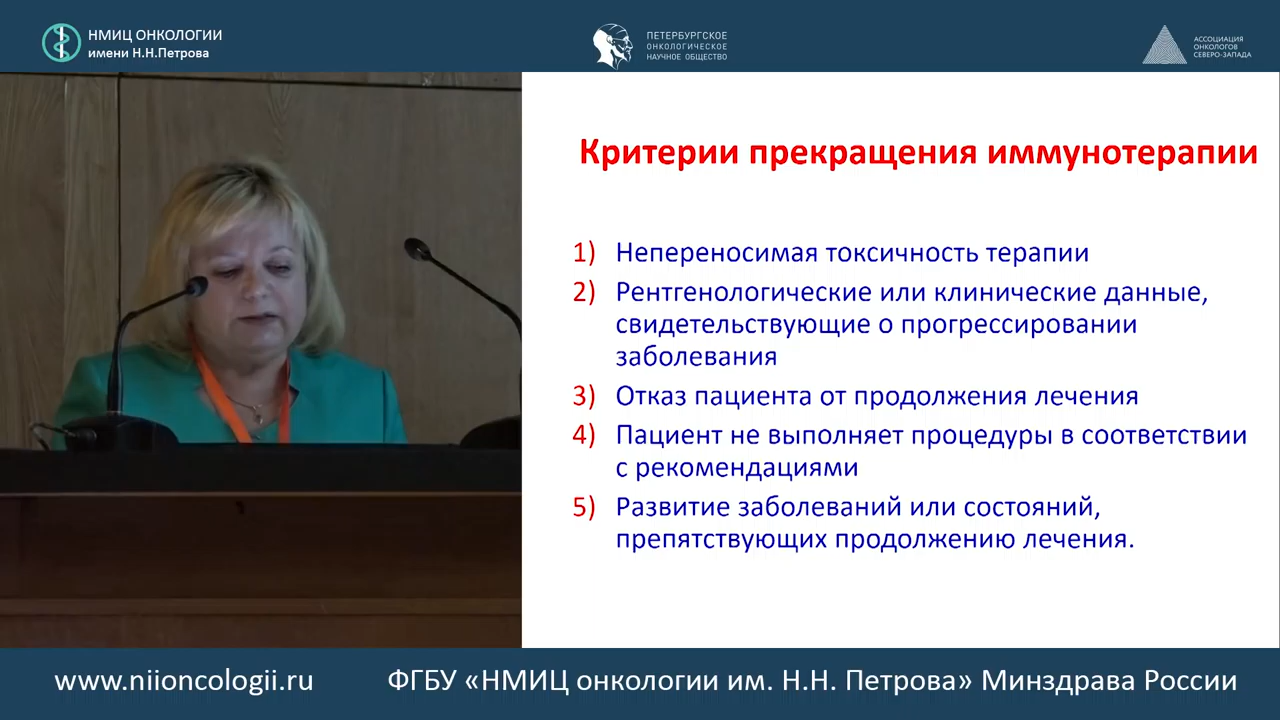 НМИЦ ОНКОЛОГИИ
имени Н.Н.Петрова
ПЕТЕРБУРГСКОЕ
ОНКОЛОГИЧЕСКОЕ
НАУЧНОЕ ОБЩЕСТВО
АССОЦИАЦИЯ
ОНКОЛОГОВ
СЕВЕРО-ЗАПАДА
Критерии прекращения иммунотерапии
1) Непереносимая токсичность терапии
2) Рентгенологические или клинические данные,
свидетельствующие о прогрессировании
заболевания
3) Отказ пациента от продолжения лечения
4) Пациент не выполняет процедуры в соответствии
с рекомендациями
5) Развитие заболеваний или состояний,
препятствующих продолжению лечения.
www.niioncologii.ru
ФГБУ «НМИЦ онкологии им. Н.Н. Петрова» Минздрава России